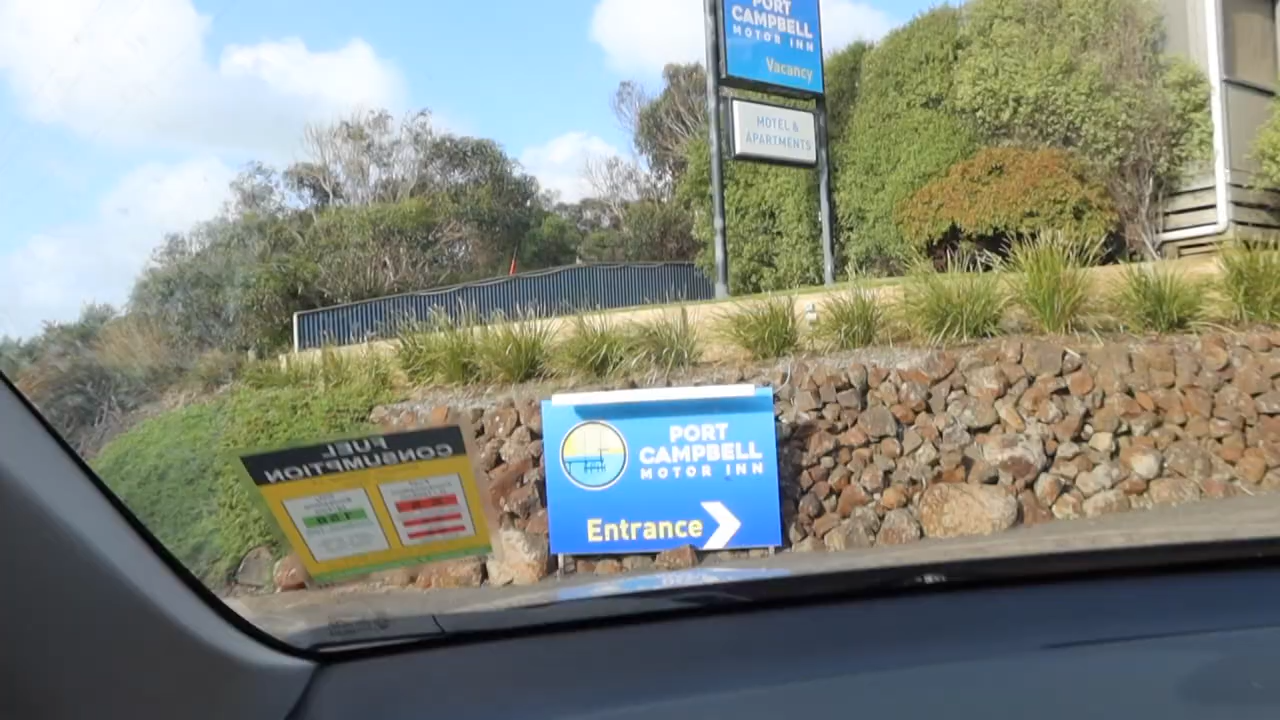 PORT
CAMPBELL
MOTOR INN
Vacancy
MOTEL &
APARTMENTS
PORT
CAMPBELL
MOTOR INN
Entrance
FUEL
CONSUMPTION